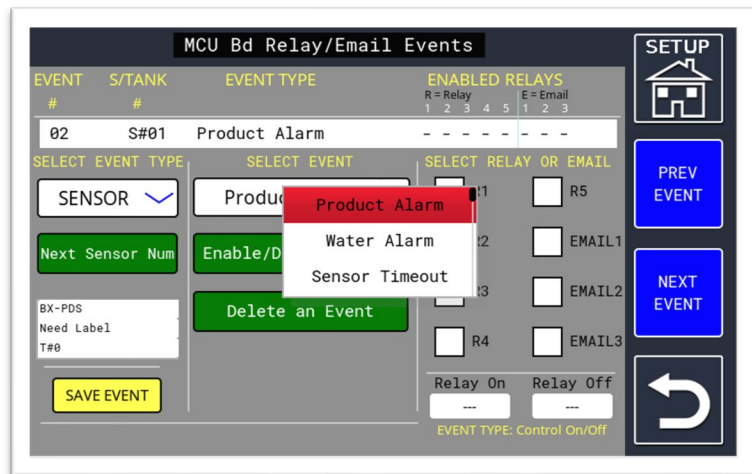 MCU Bd Relay/Email Events
SETUP
EVENT S/TANK EVENT TYPE ENABLED RELAYS
# # R = Relay E = Email
1 2 3 4 5 1 2 3
02 S#01 Product Alarm - - - - - - - -
SELECT EVENT TYPE SELECT EVENT SELECT RELAY OR EMAIL
SENSOR
Product Alarm
Water Alarm
Sensor Timeout
R5
Next Sensor Num
EMAIL1
BX-PDS
Need Label
T#0
Delete an Event
EMAIL2
R4 EMAIL3
SAVE EVENT
Relay On Relay Off
--- ---
EVENT TYPE: Control On/Off
PREV
EVENT
NEXT
EVENT